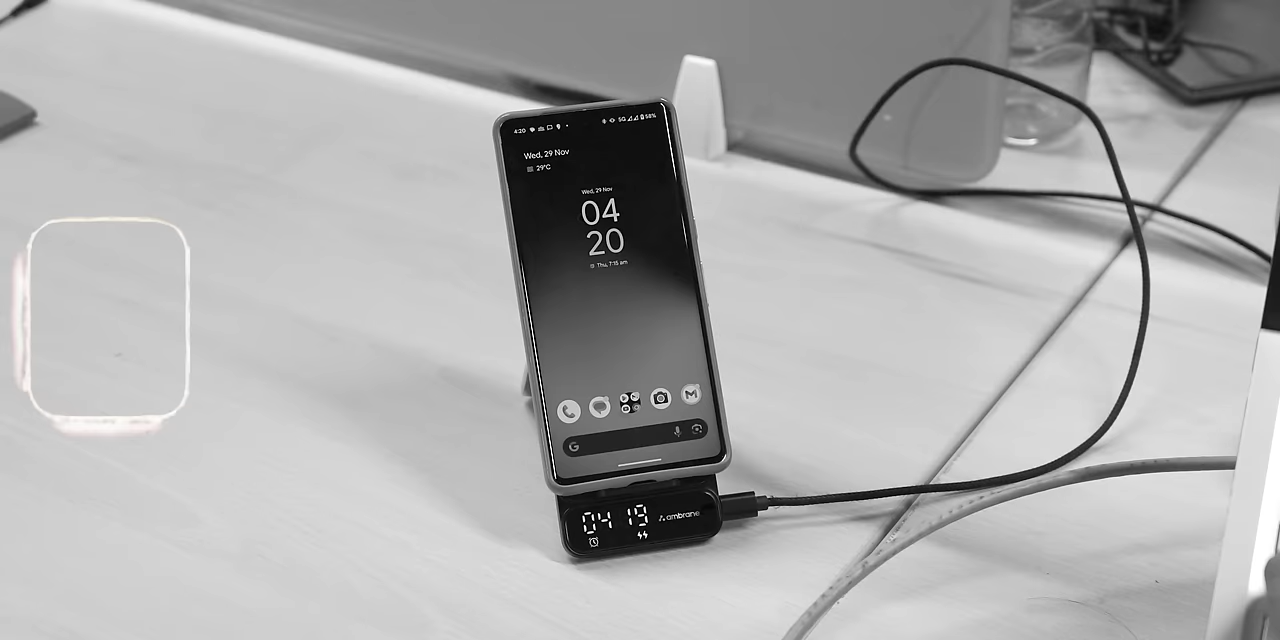 4:20
5G 58%
Wed, 29 Nov
29°C
Wed, 29 Nov
04
20
Thu, 7:15 am
G
M
04 19
ambrane